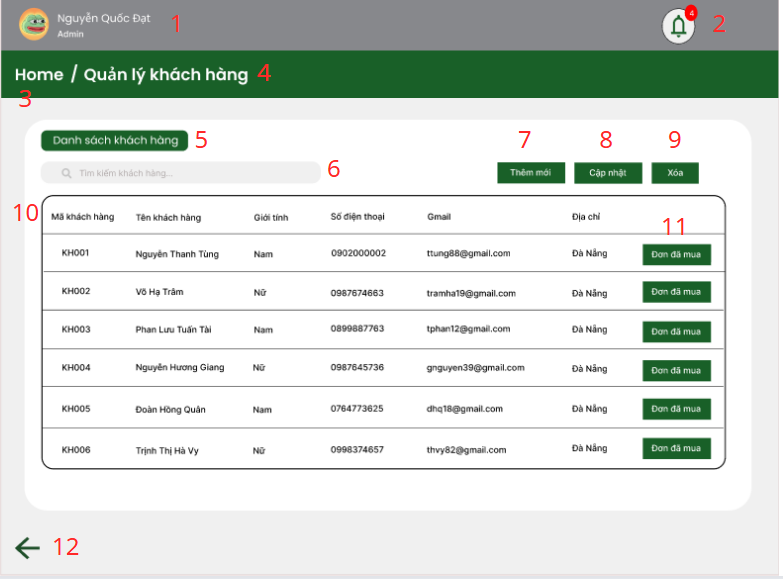 Nguyễn Quốc Đạt 1
Admin
4
2
Home / Quản lý khách hàng 4
3
Danh sách khách hàng 5
Tìm kiếm khách hàng... 6
7 8 9
Thêm mới Cập nhật Xóa
10 Mã khách hàng Tên khách hàng Giới tính Số điện thoại Gmail Địa chỉ
11
KH001 Nguyễn Thanh Tùng Nam 0902000002 ttung88@gmail.com Đà Nẵng Đơn đã mua
KH002 Võ Hạ Trâm Nữ 0987674663 tramha19@gmail.com Đà Nẵng Đơn đã mua
KH003 Phan Lưu Tuấn Tài Nam 0899887763 tphan12@gmail.com Đà Nẵng Đơn đã mua
KH004 Nguyễn Hương Giang Nữ 0987645736 gnguyen39@gmail.com Đà Nẵng Đơn đã mua
KH005 Đoàn Hồng Quân Nam 0764773625 dhq18@gmail.com Đà Nẵng Đơn đã mua
KH006 Trịnh Thị Hà Vy Nữ 0998374657 thvy82@gmail.com Đà Nẵng Đơn đã mua
12